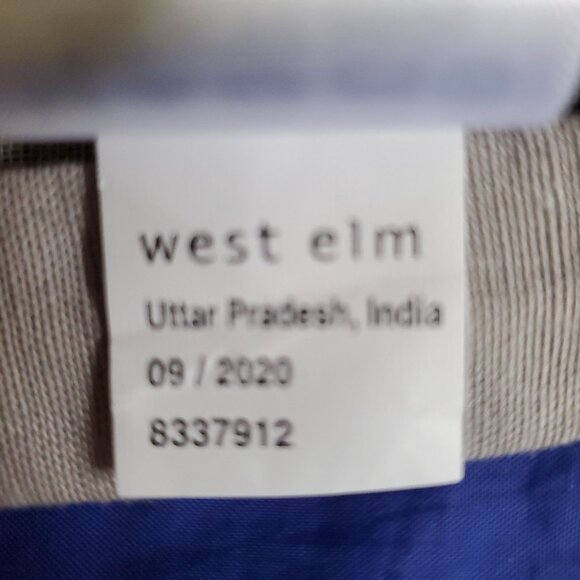 west elm
Uttar Pradesh, India
09 / 2020
8337912